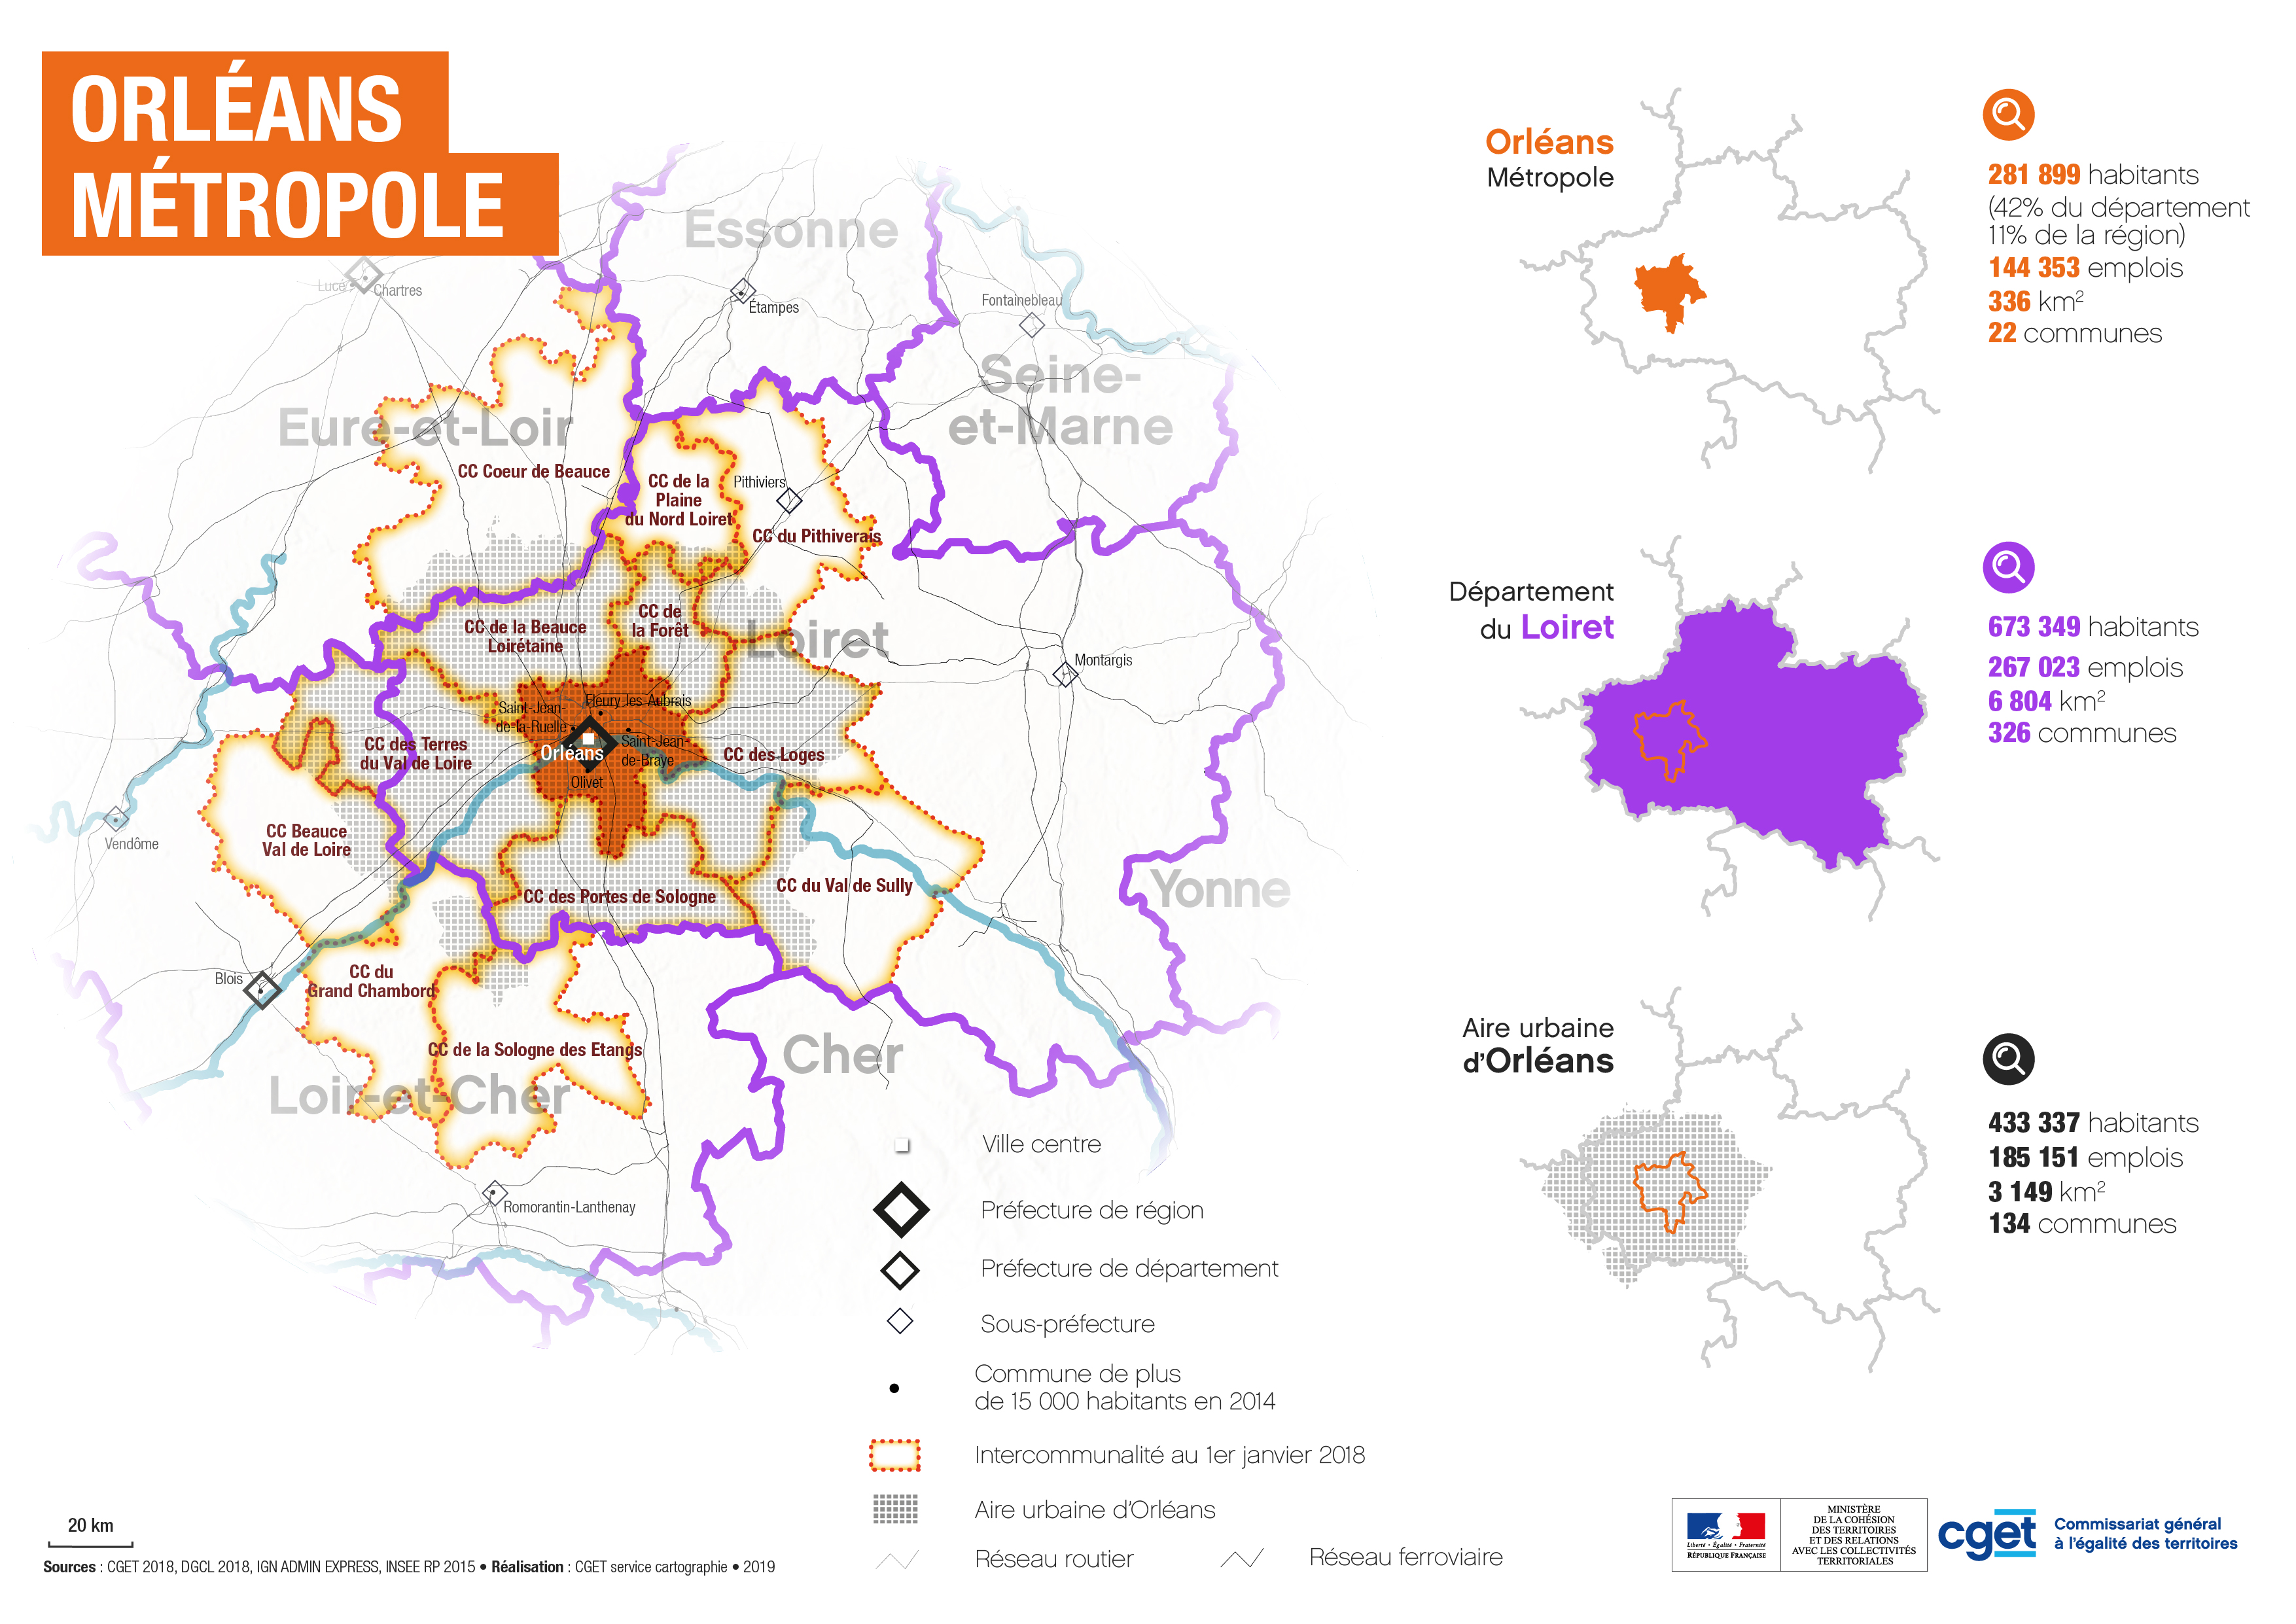 ORLÉANS
MÉTROPOLE
Essonne
Lucé
Chartres
Étampes
Fontainebleau
Seine-
et-Marne
Eure-et-Loir
CC Coeur de Beauce
CC de la
Plaine
du Nord Loiret
Pithiviers
CC du Pithiverais
CC de la Beauce
Loirétaine
CC de
la Forêt
Loiret
Montargis
Fleury-les-Aubrais
Saint-Jean-
de-la-Ruelle
Orléans
Saint-Jean-
de-Braye
Olivet
CC des Terres
du Val de Loire
CC des Loges
Vendôme
CC Beauce
Val de Loire
CC des Portes de Sologne
CC du Val de Sully
Yonne
Blois
CC du
Grand Chambord
CC de la Sologne des Etangs
Cher
Loir-et-Cher
Romorantin-Lanthenay
Ville centre
Préfecture de région
Préfecture de département
Sous-préfecture
Commune de plus
de 15 000 habitants en 2014
Intercommunalité au 1er janvier 2018
Aire urbaine d'Orléans
Réseau routier
Réseau ferroviaire
Orléans
Métropole
281 899 habitants
(42% du département
11% de la région)
144 353 emplois
336 km²
22 communes
Département
du Loiret
673 349 habitants
267 023 emplois
6 804 km²
326 communes
Aire urbaine
d'Orléans
433 337 habitants
185 151 emplois
3 149 km²
134 communes
20 km
Sources : CGET 2018, DGCL 2018, IGN ADMIN EXPRESS, INSEE RP 2015 • Réalisation : CGET service cartographie • 2019
Liberté • Égalité • Fraternité
RÉPUBLIQUE FRANÇAISE
MINISTÈRE
DE LA COHÉSION
DES TERRITOIRES
ET DES RELATIONS
AVEC LES COLLECTIVITÉS
TERRITORIALES
cget
Commissariat général
à l'égalité des territoires